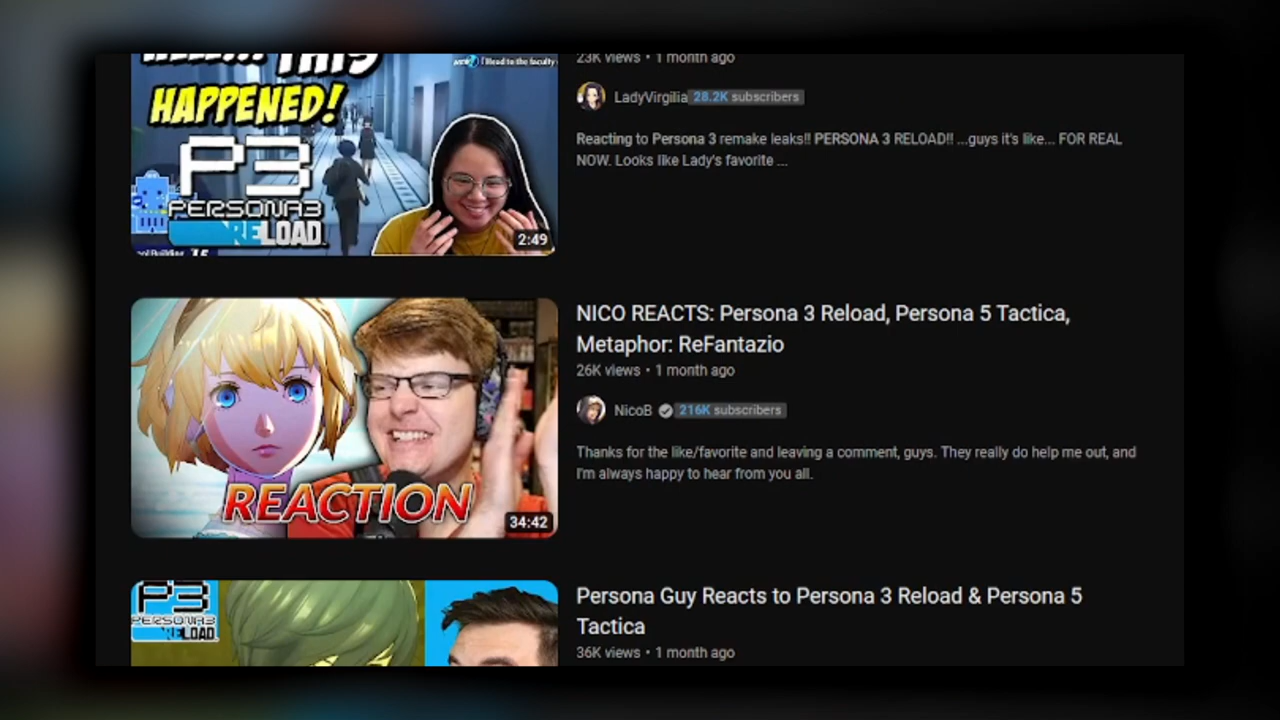 THIS
I Head to the faculty
HAPPENED!
P3
PERSONA3
RELOAD
2:49
23K views • 1 month ago
LadyVirgilia 28.2K subscribers
Reacting to Persona 3 remake leaks!! PERSONA 3 RELOAD!! ...guys it's like... FOR REAL
NOW. Looks like Lady's favorite ...
REACTION
34:42
NICO REACTS: Persona 3 Reload, Persona 5 Tactica,
Metaphor: ReFantazio
26K views • 1 month ago
NicoB 216K subscribers
Thanks for the like/favorite and leaving a comment, guys. They really do help me out, and
I'm always happy to hear from you all.
P3
PERSONA3
RELOAD
Persona Guy Reacts to Persona 3 Reload & Persona 5
Tactica
36K views • 1 month ago